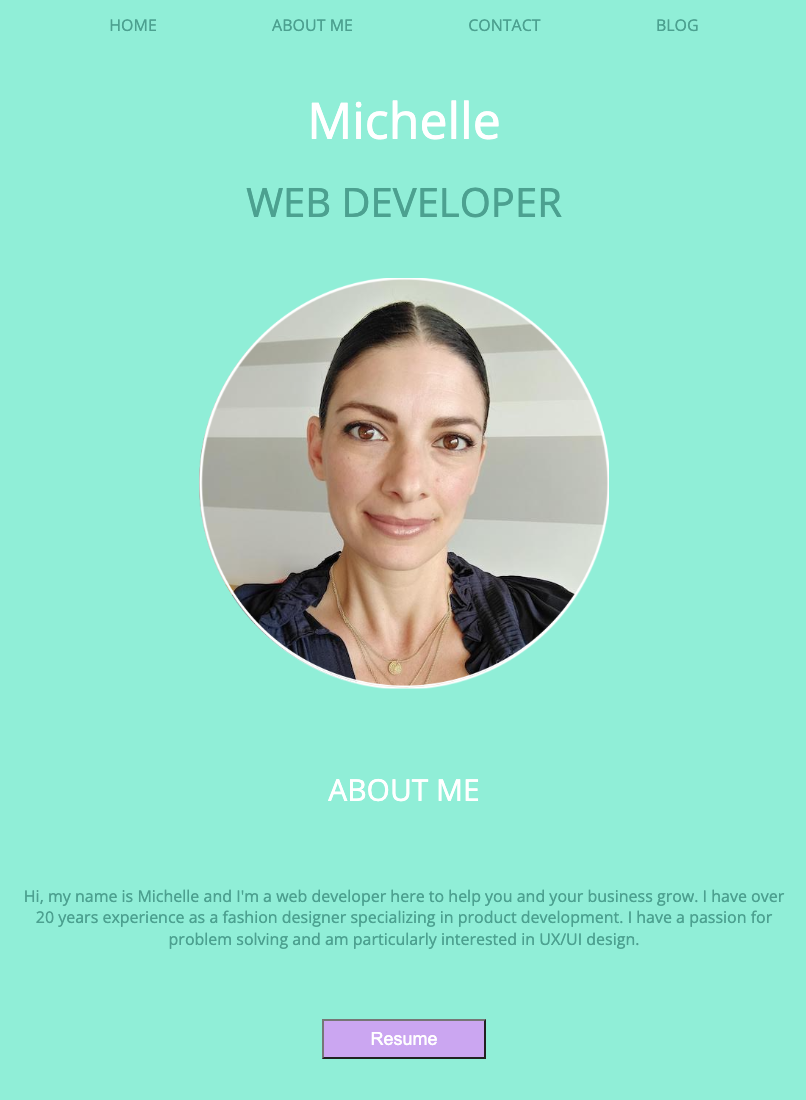 HOME ABOUT ME CONTACT BLOG
Michelle
WEB DEVELOPER
ABOUT ME
Hi, my name is Michelle and I'm a web developer here to help you and your business grow. I have over
20 years experience as a fashion designer specializing in product development. I have a passion for
problem solving and am particularly interested in UX/UI design.
Resume